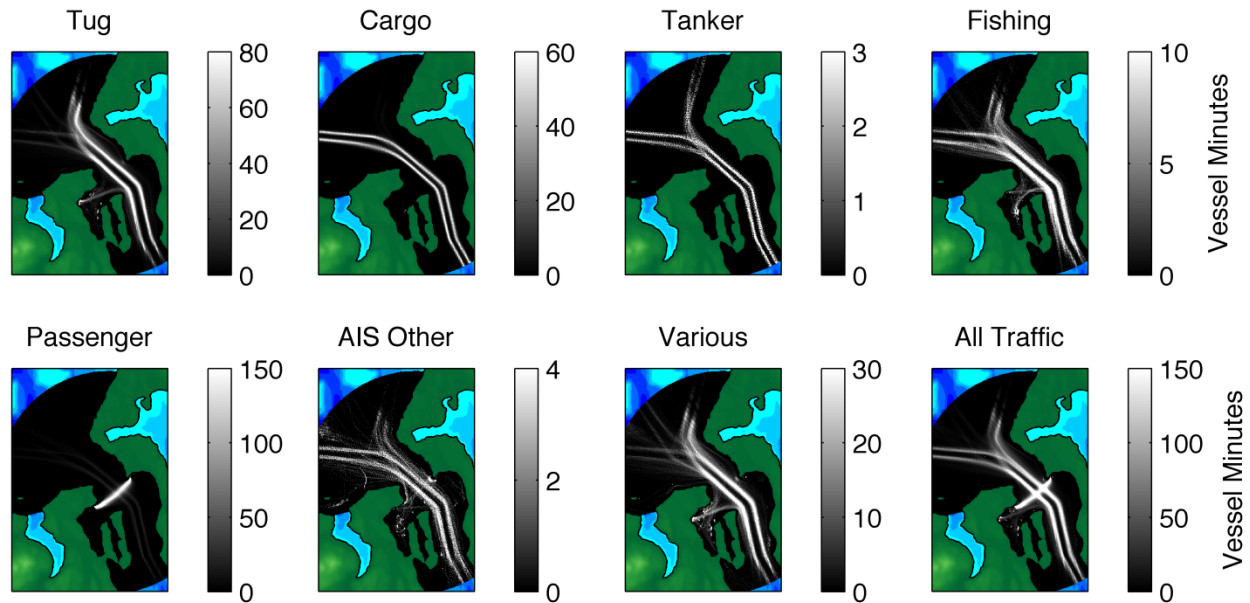 Tug Cargo Tanker Fishing
80 60 3 10
60 40 2 5
40 20 1 0
20 0 0
0
Vessel Minutes
Passenger AIS Other Various All Traffic
150 4 30 150
100 2 20 100
50 0 10 50
0 0 0
Vessel Minutes